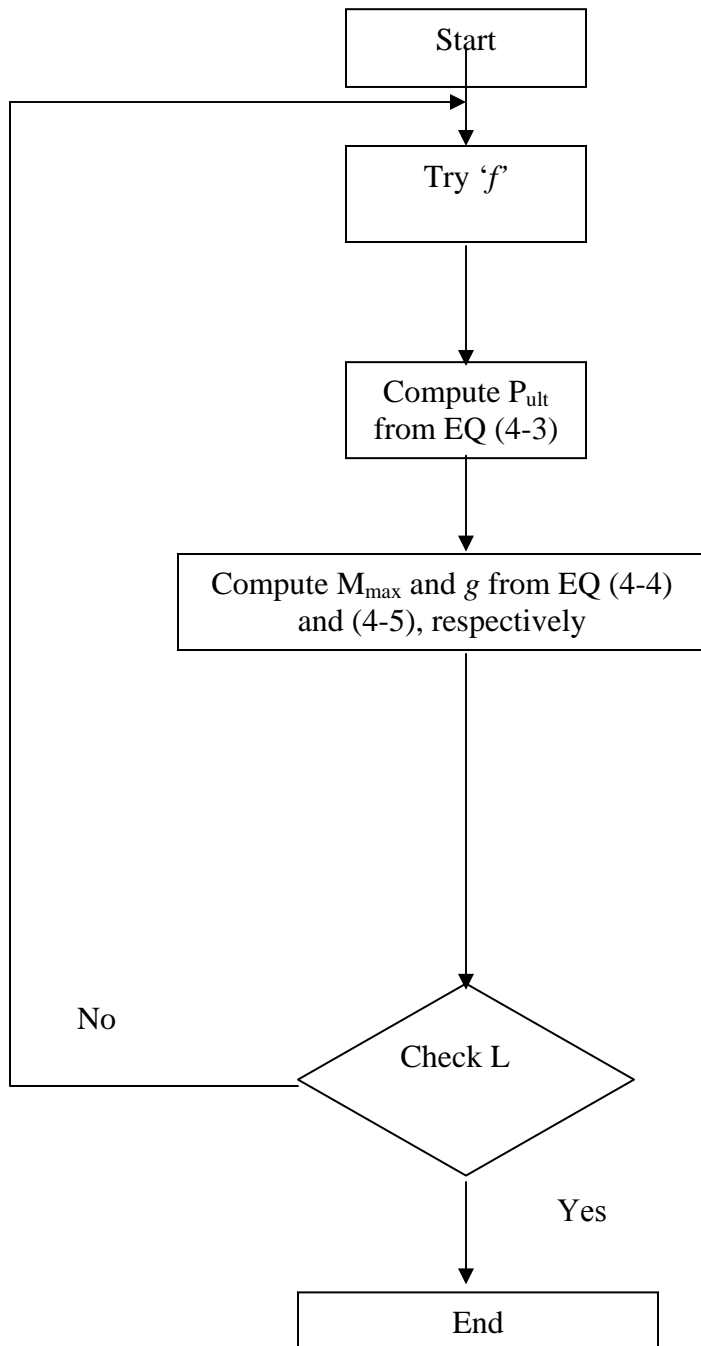 Start
Try ‘f’
Compute Pult
from EQ (4-3)
Compute Mmax and g from EQ (4-4)
and (4-5), respectively
No
Check L
Yes
End